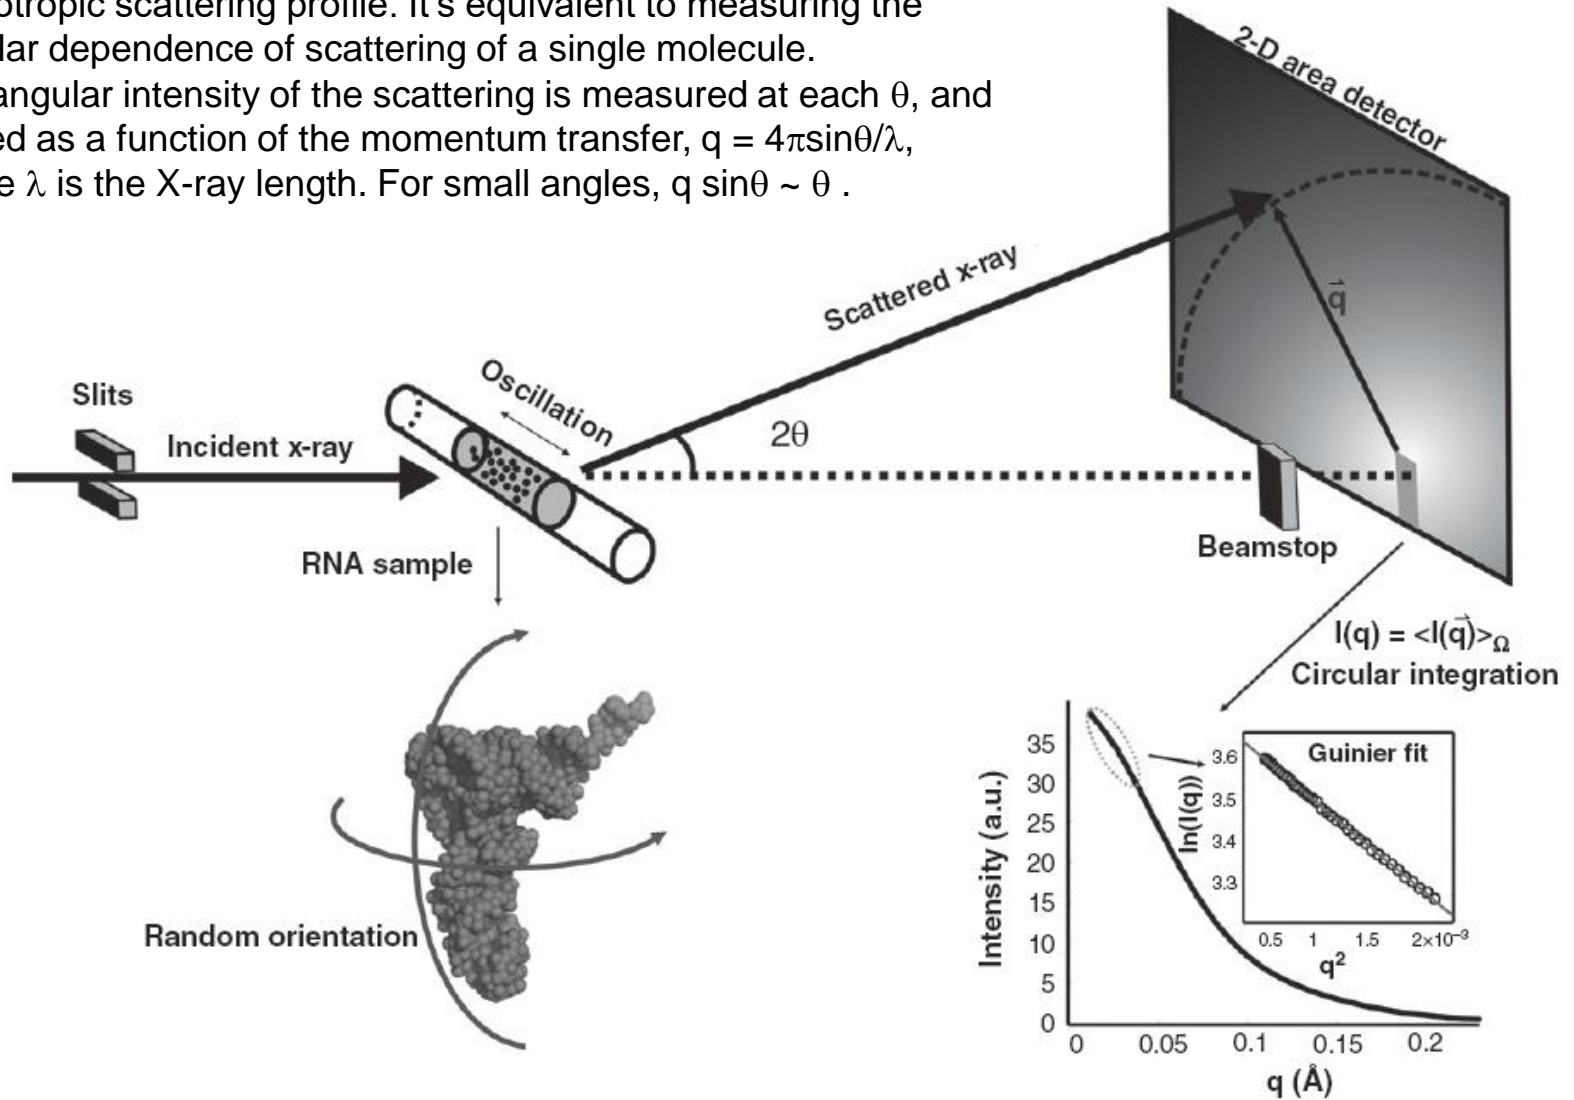 otropic scattering profile. It's equivalent to measuring the
lar dependence of scattering of a single molecule.
angular intensity of the scattering is measured at each θ, and
ed as a function of the momentum transfer, q = 4πsinθ/λ,
e λ is the X-ray length. For small angles, q sinθ ~ θ .
2-D area detector
Scattered x-ray
q⃗
Slits
Oscillation
Incident x-ray
2θ
RNA sample
Beamstop
I(q) = <I(q⃗)>Ω
Circular integration
Random orientation
Intensity (a.u.)
35
30
25
20
15
10
5
0
0 0.05 0.1 0.15 0.2
q (Å)
Guinier fit
ln(I(q))
3.6
3.5
3.4
3.3
0.5 1 1.5 2×10⁻³
q²